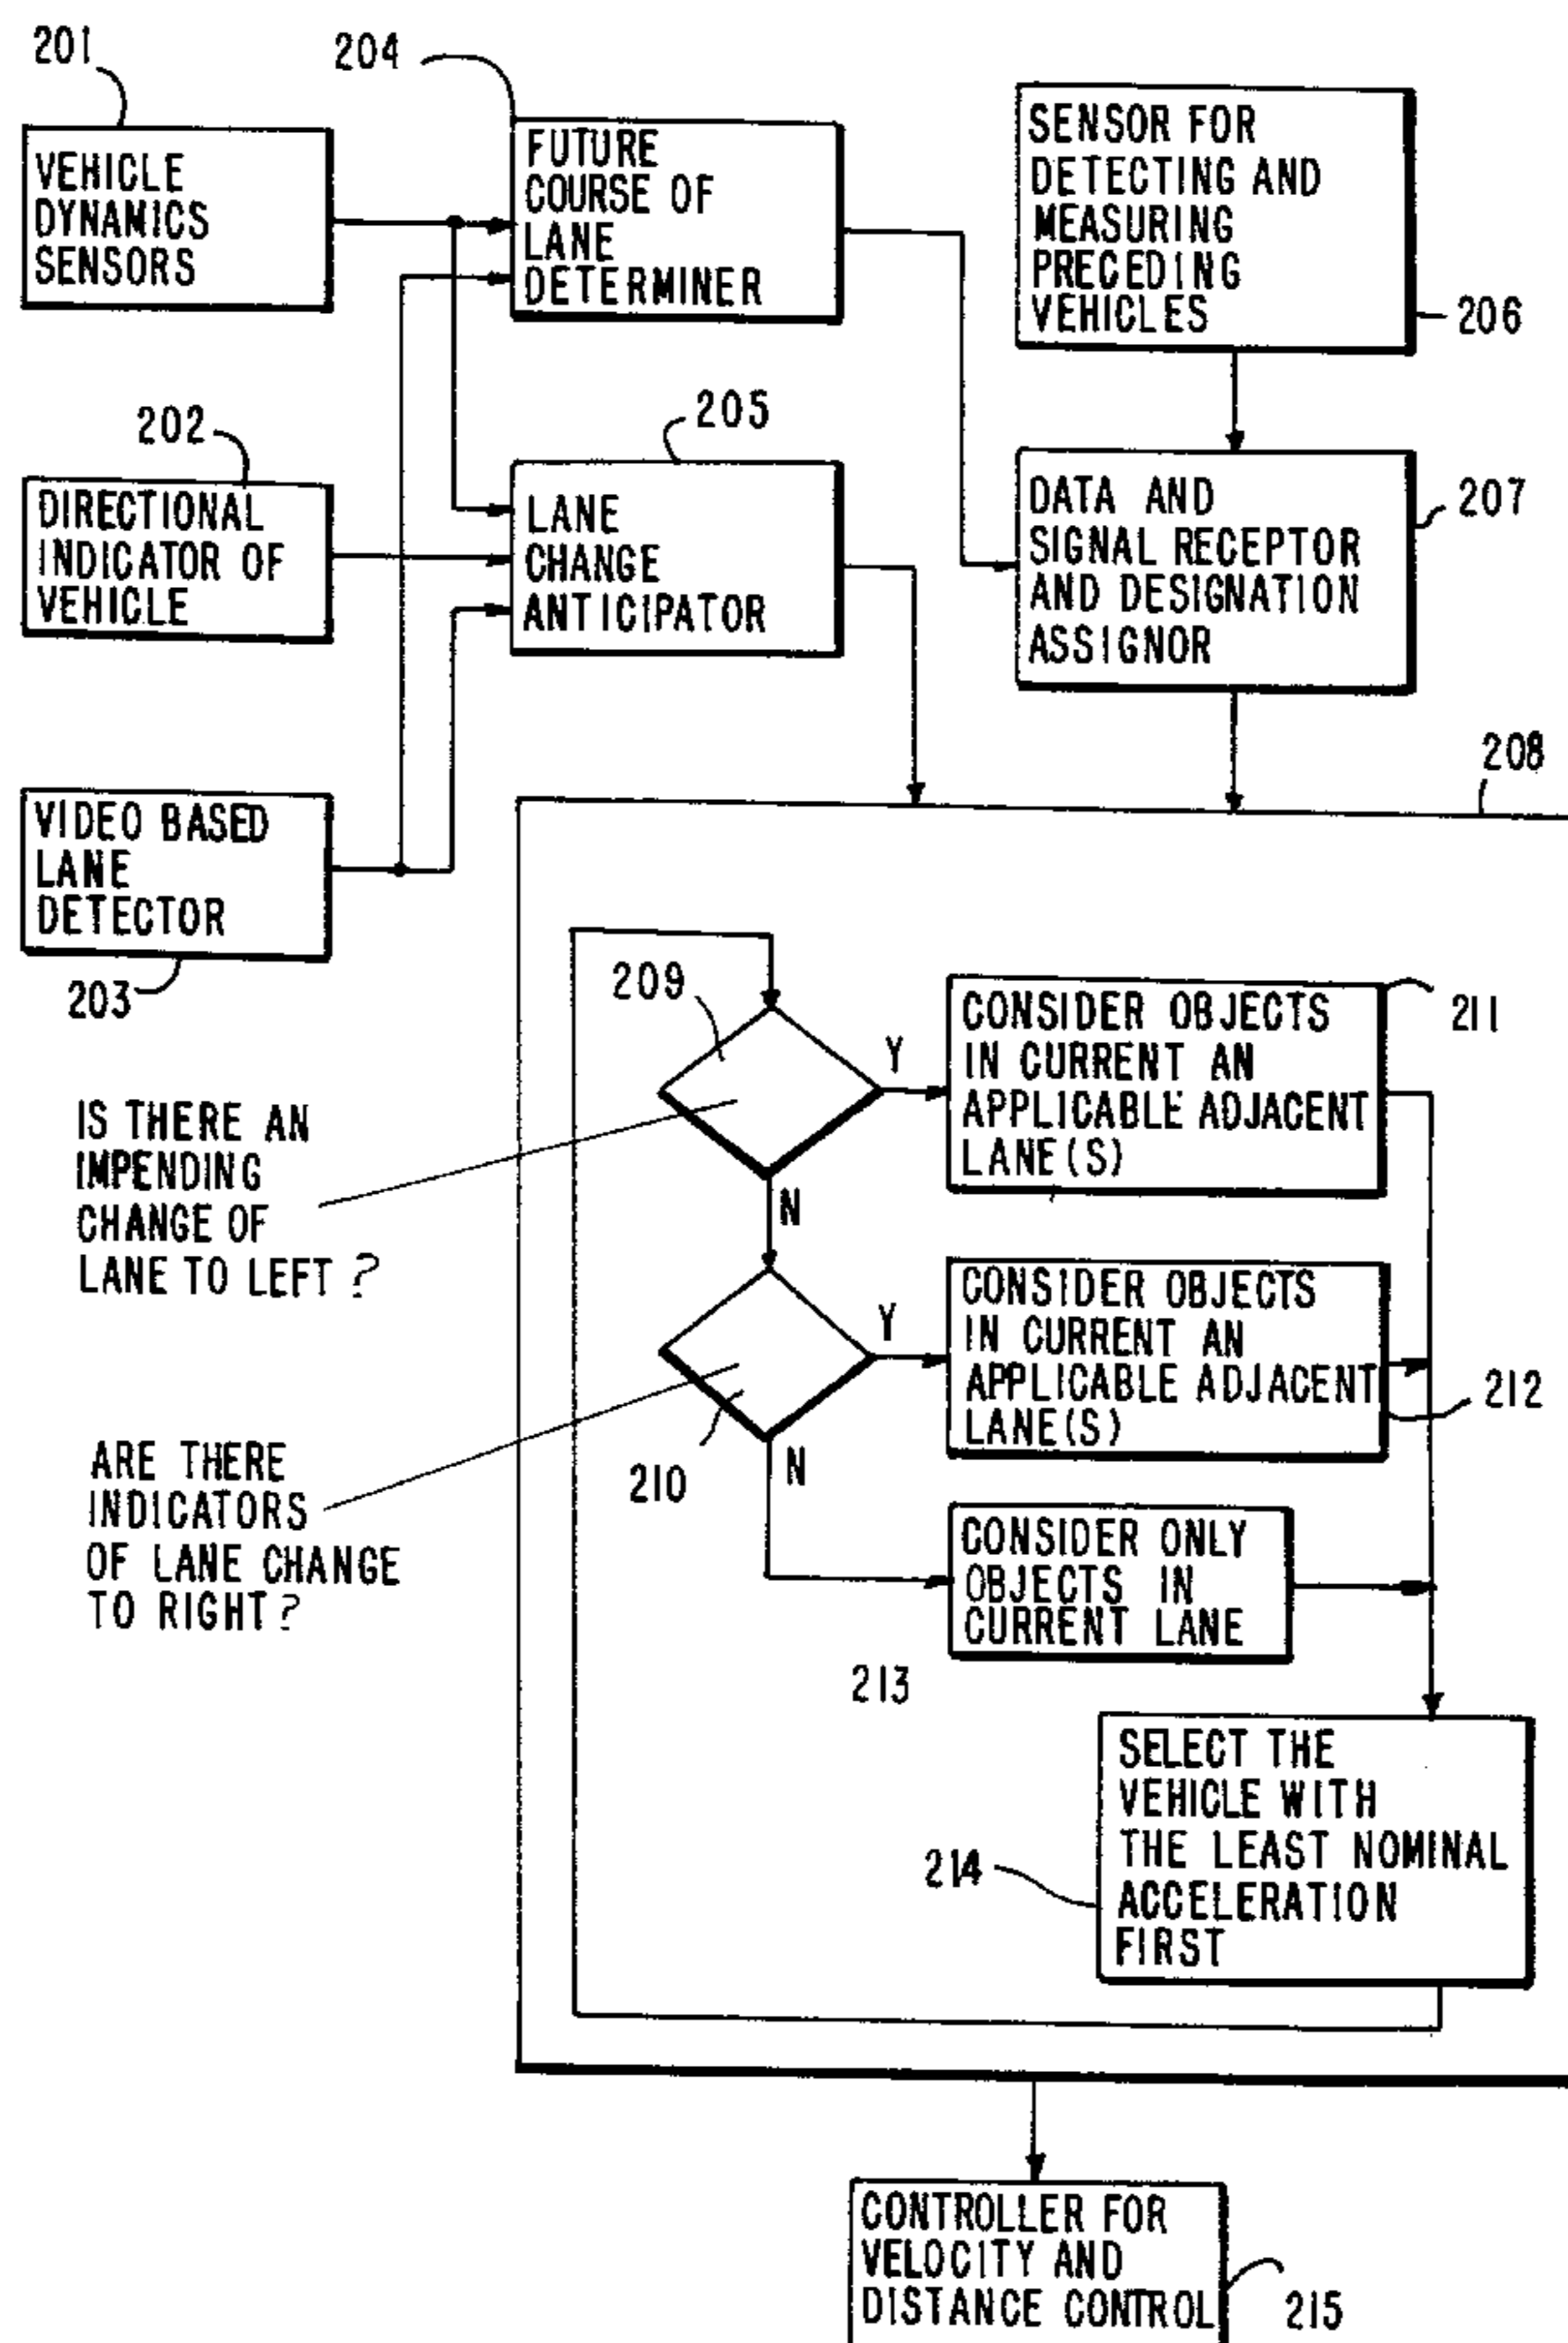 201
VEHICLE
DYNAMICS
SENSORS
204
FUTURE
COURSE OF
LANE
DETERMINER
SENSOR FOR
DETECTING AND
MEASURING
PRECEDING
VEHICLES
206
202
DIRECTIONAL
INDICATOR OF
VEHICLE
205
LANE
CHANGE
ANTICIPATOR
DATA AND
SIGNAL RECEPTOR
AND DESIGNATION
ASSIGNOR
207
208
VIDEO BASED
LANE
DETECTOR
203
209
Y
N
CONSIDER OBJECTS
IN CURRENT AN
APPLICABLE ADJACENT
LANE(S)
211
IS THERE AN
IMPENDING
CHANGE OF
LANE TO LEFT?
Y
N
210
CONSIDER OBJECTS
IN CURRENT AN
APPLICABLE ADJACENT
LANE(S)
212
ARE THERE
INDICATORS
OF LANE CHANGE
TO RIGHT?
CONSIDER ONLY
OBJECTS IN
CURRENT LANE
213
SELECT THE
VEHICLE WITH
THE LEAST NOMINAL
ACCELERATION
FIRST
214
CONTROLLER FOR
VELOCITY AND
DISTANCE CONTROL
215